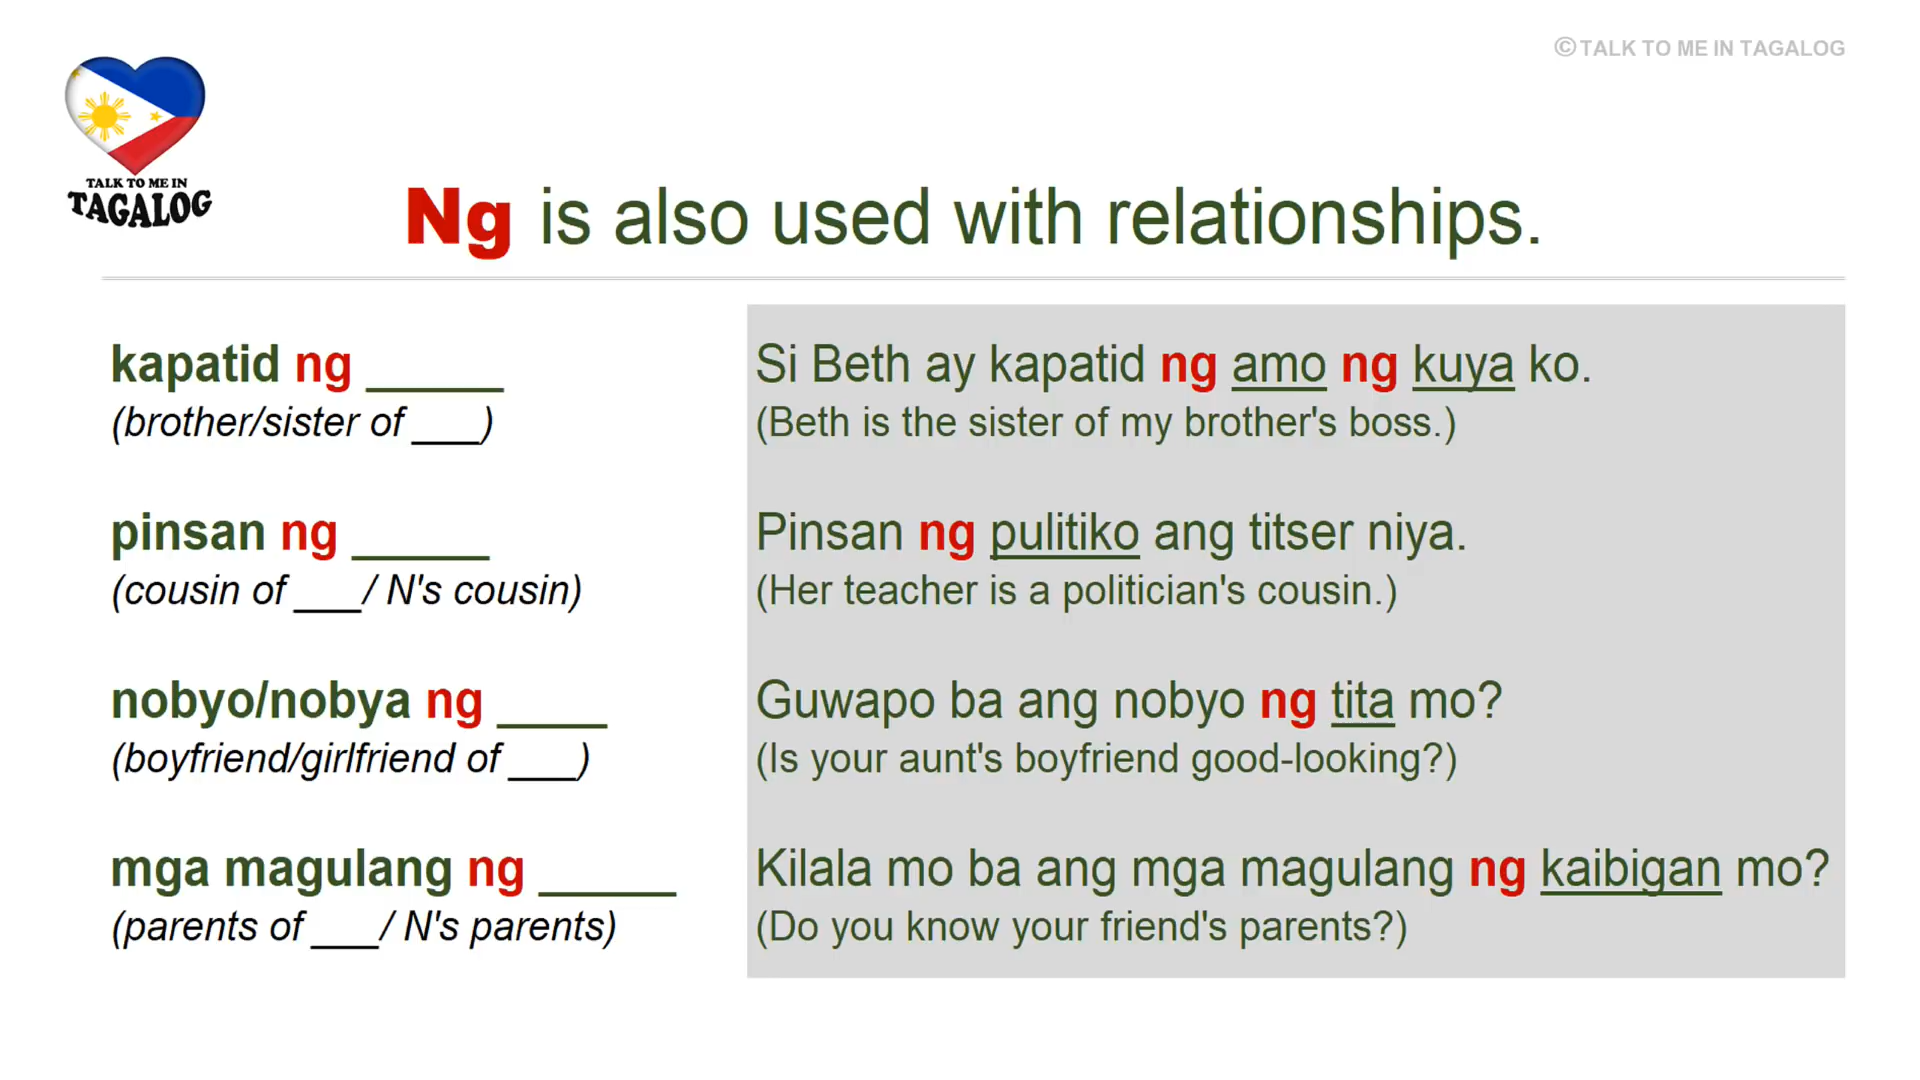 © TALK TO ME IN TAGALOG
TALK TO ME IN
TAGALOG
Ng is also used with relationships.
kapatid ng _____
(brother/sister of ___)
pinsan ng _____
(cousin of ___/ N's cousin)
nobyo/nobya ng ____
(boyfriend/girlfriend of ___)
mga magulang ng _____
(parents of ___/ N's parents)
Si Beth ay kapatid ng amo ng kuya ko.
(Beth is the sister of my brother's boss.)
Pinsan ng pulitiko ang titser niya.
(Her teacher is a politician's cousin.)
Guwapo ba ang nobyo ng tita mo?
(Is your aunt's boyfriend good-looking?)
Kilala mo ba ang mga magulang ng kaibigan mo?
(Do you know your friend's parents?)